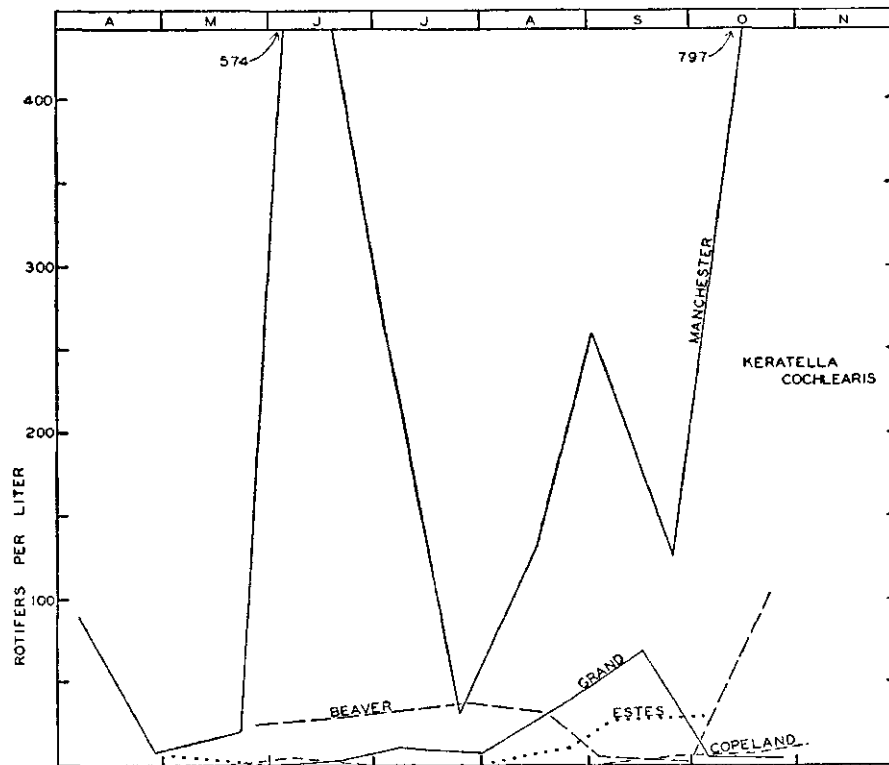 A M J J A S O N
574
797
400
300
200
100
ROTIFERS PER LITER
MANCHESTER
KERATELLA
COCHLEARIS
GRAND
BEAVER
ESTES
COPELAND